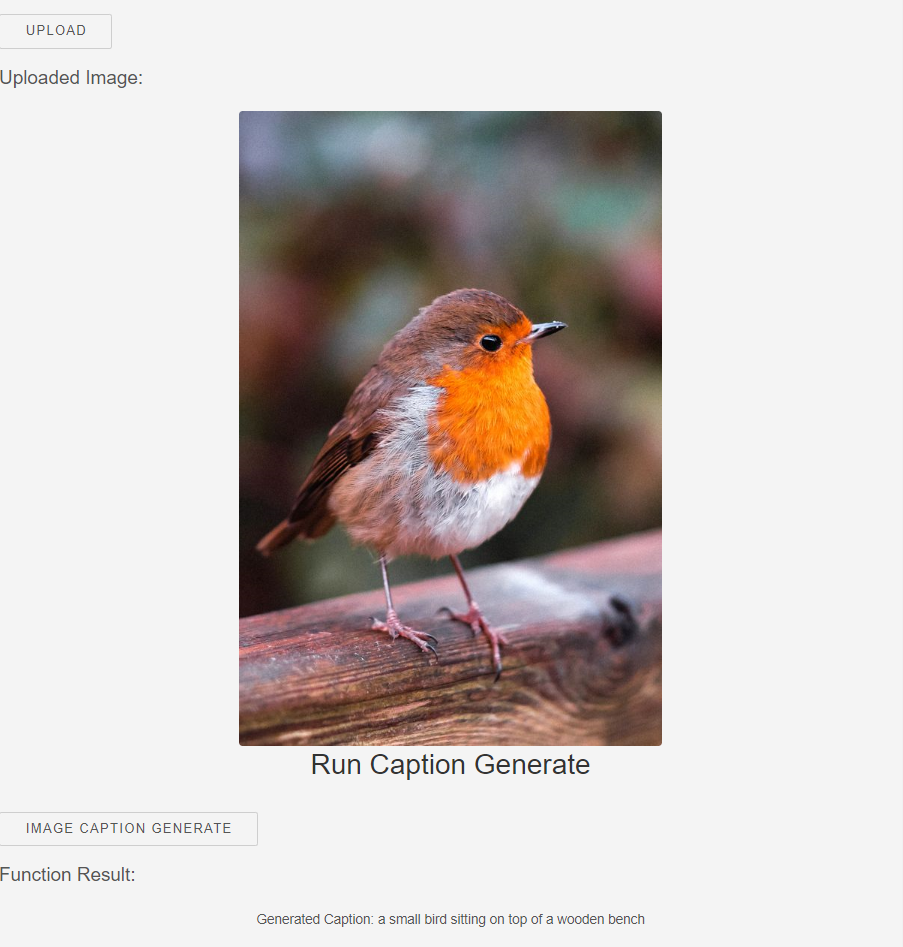 UPLOAD
Uploaded Image:
Run Caption Generate
IMAGE CAPTION GENERATE
Function Result:
Generated Caption: a small bird sitting on top of a wooden bench